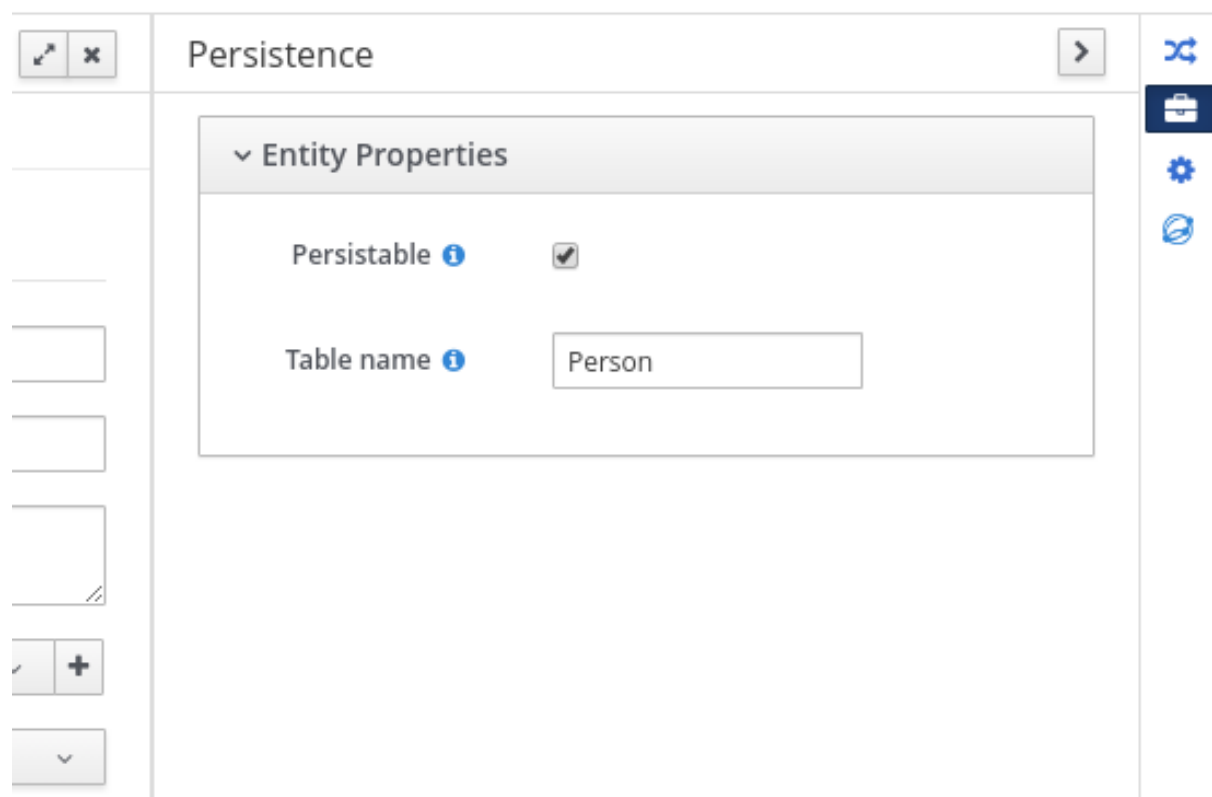 Persistence
Entity Properties
Persistable
Table name
Person